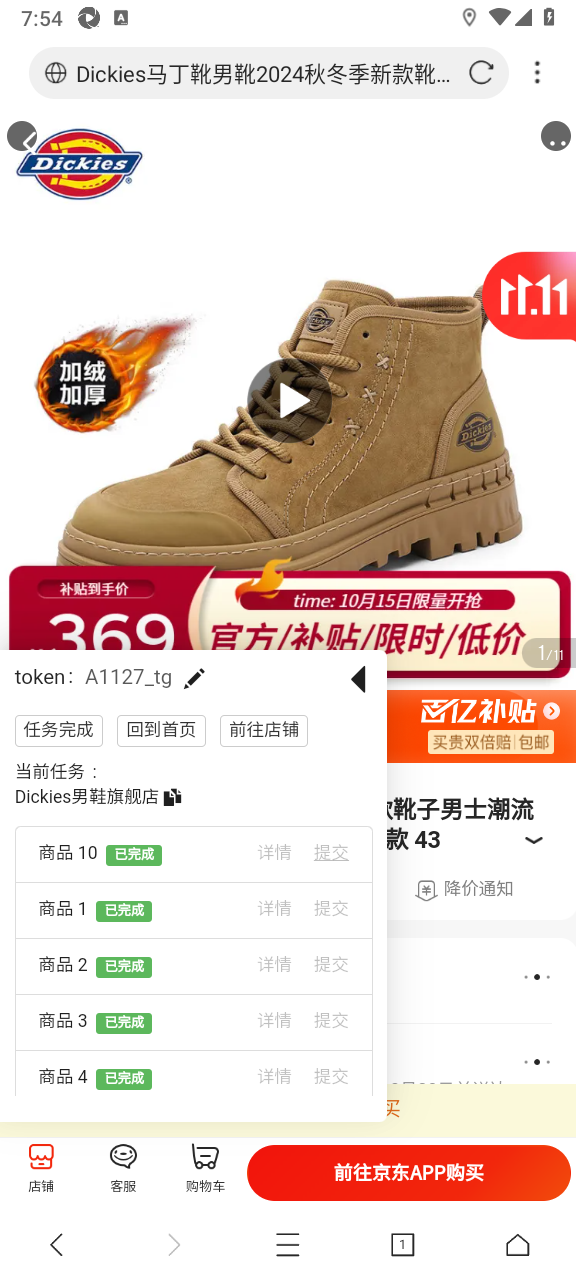 7:54
A
Dickies马丁靴男靴2024秋冬季新款靴...
Dickies
11.11
加绒
加厚
Dickies
补贴到手价
time: 10月15日限量开抢
369
官方/补贴/限时/低价
1/11
token: A1127_tg
百亿补贴
任务完成 回到首页 前往店铺
买贵双倍赔 包邮
当前任务：
Dickies男鞋旗舰店
靴子男士潮流
款 43
商品 10 已完成 详情 提交
降价通知
商品 1 已完成 详情 提交
商品 2 已完成 详情 提交
商品 3 已完成 详情 提交
商品 4 已完成 详情 提交
买
店铺
客服
购物车
前往京东APP购买
1